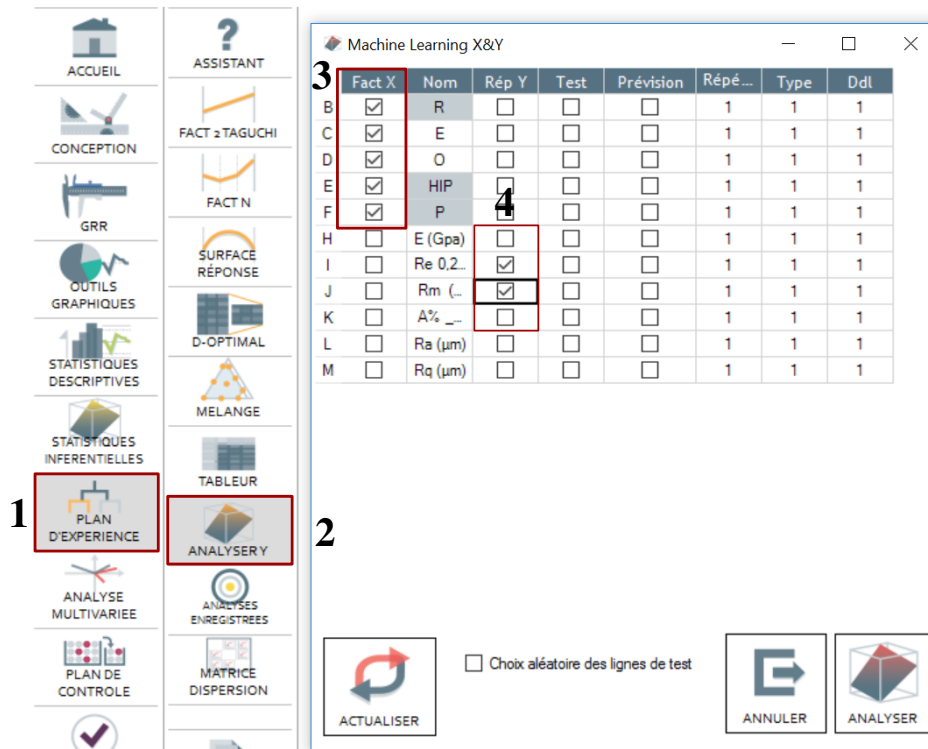 ACCUEIL
CONCEPTION
GRR
OUTILS
GRAPHIQUES
STATISTIQUES
DESCRIPTIVES
STATISTIQUES
INFERENTIELLES
1
PLAN
D'EXPERIENCE
ANALYSE
MULTIVARIEE
PLAN DE
CONTROLE
?
ASSISTANT
FACT 2 TAGUCHI
FACT N
SURFACE
RÉPONSE
D-OPTIMAL
MELANGE
TABLEUR
ANALYSER Y
2
ANALYSES
ENREGISTREES
MATRICE
DISPERSION
Machine Learning X&Y
3
Fact X Nom Rép Y Test Prévision Répé... Type Ddl
B R 1 1 1
C E 1 1 1
D O 1 1 1
E HIP 1 1 1
4
F P 1 1 1
H E (Gpa) 1 1 1
I Re 0,2... 1 1 1
J Rm (... 1 1 1
K A% _... 1 1 1
L Ra (µm) 1 1 1
M Rq (µm) 1 1 1
ACTUALISER
Choix aléatoire des lignes de test
ANNULER
ANALYSER